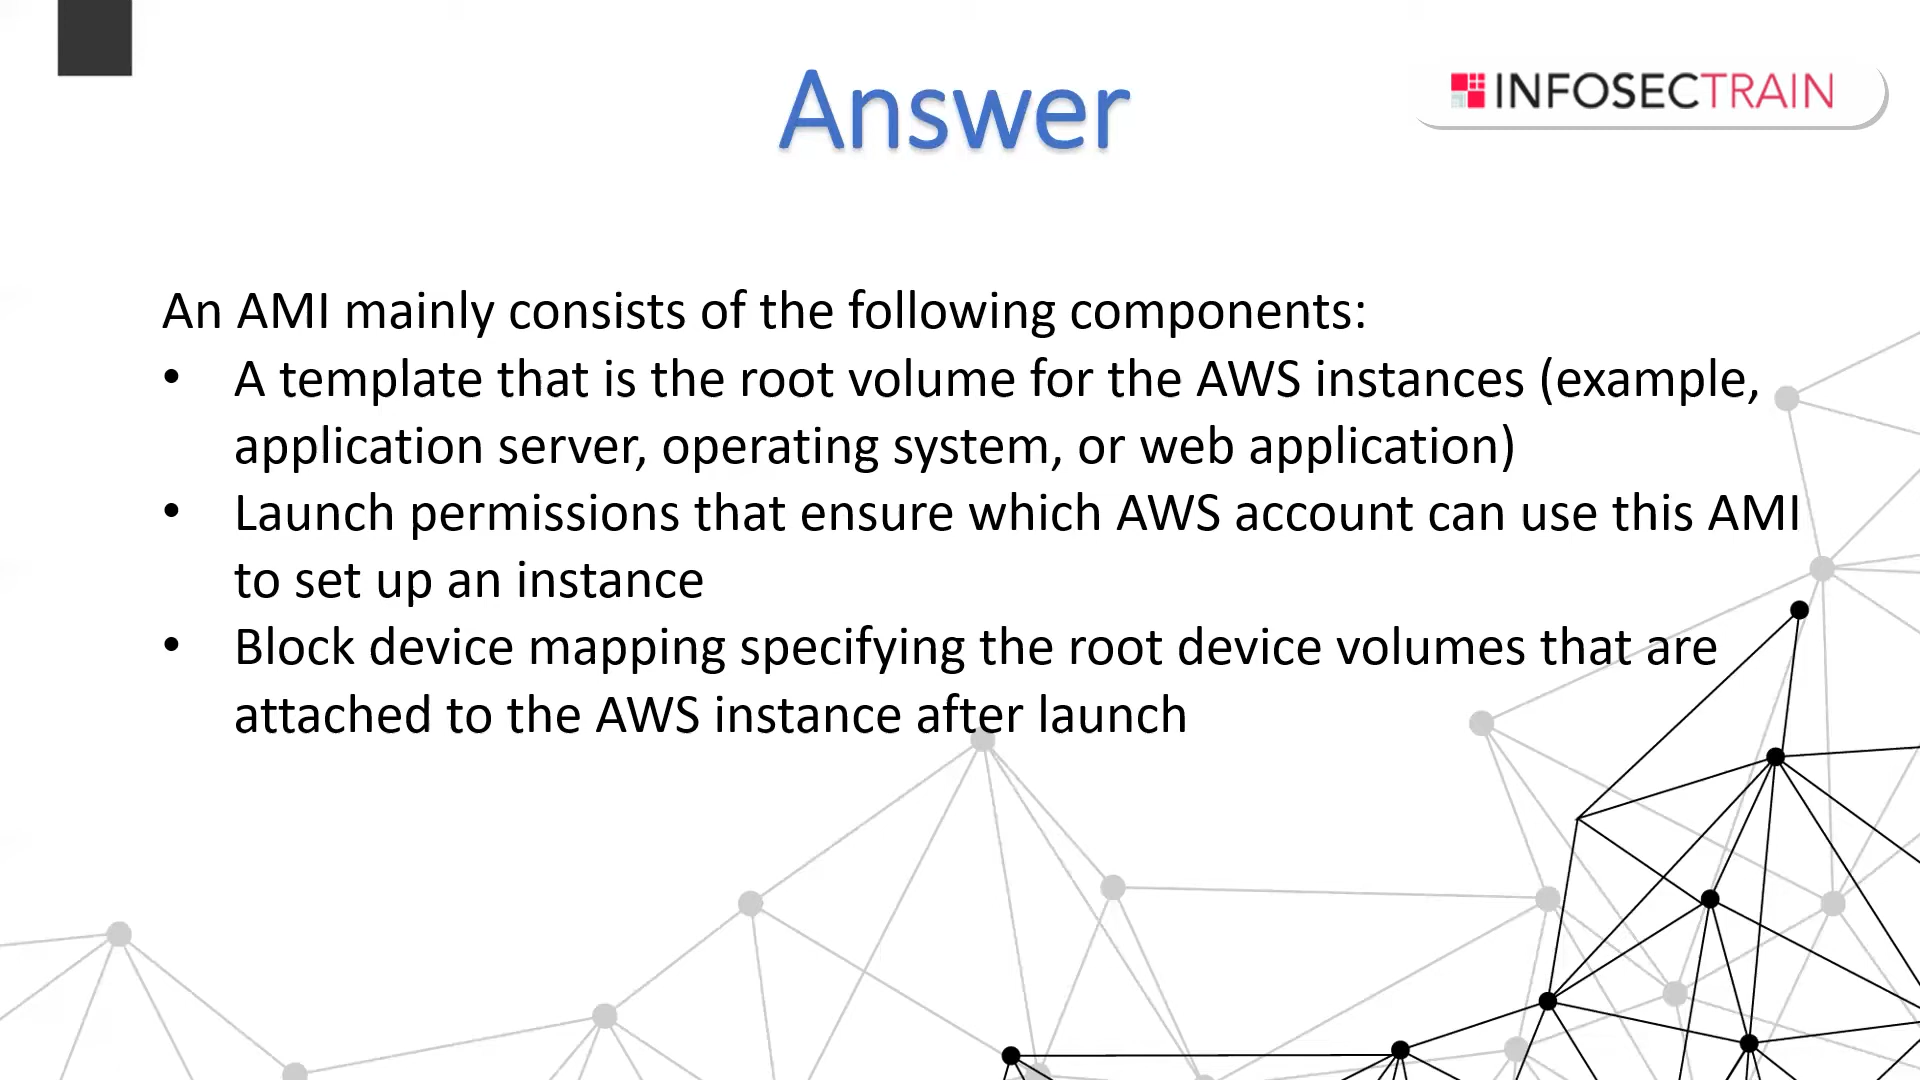 Answer
INFOSECTRAIN
An AMI mainly consists of the following components:
• A template that is the root volume for the AWS instances (example,
application server, operating system, or web application)
• Launch permissions that ensure which AWS account can use this AMI
to set up an instance
• Block device mapping specifying the root device volumes that are
attached to the AWS instance after launch